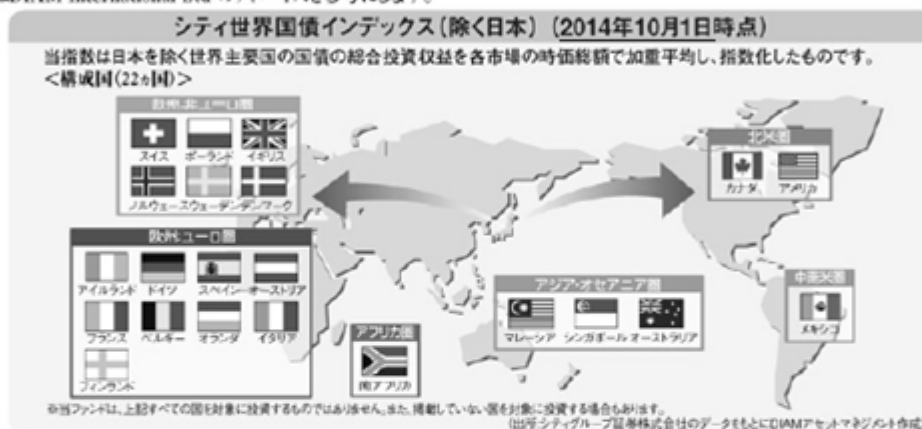 シティ世界国債インデックス(除く日本) (2014年10月1日時点)
当指数は日本を除く世界主要国の国債の総合投資収益を各市場の時価総額で加重平均し、指数化したものです。
<構成国(22ヵ国)>
欧州・非ユーロ圏
スイス ポーランド イギリス
ノルウェー スウェーデン デンマーク
北米圏
カナダ アメリカ
欧州・ユーロ圏
アイルランド ドイツ スペイン オーストリア
フランス ベルギー オランダ イタリア
フィンランド
アフリカ圏
南アフリカ
アジア・オセアニア圏
マレーシア シンガポール オーストラリア
中南米圏
メキシコ
※当ファンドは、上記すべての国を対象に投資するものではありません。また、掲載していない国を対象に投資する場合もあります。
(出所:シティグループ証券株式会社のデータをもとにDIAMアセットマネジメント作成